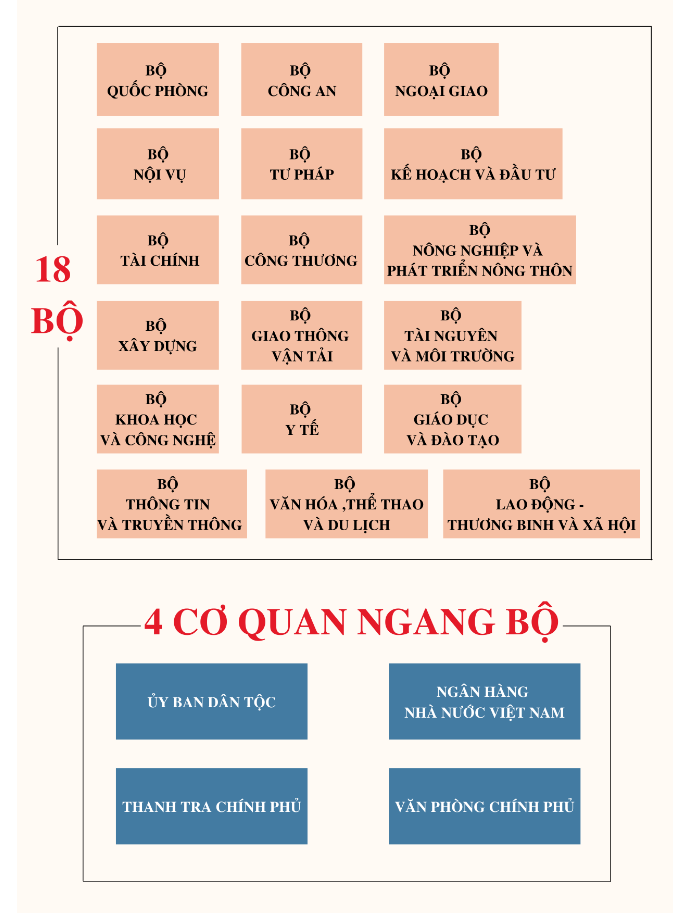 18
BỘ
BỘ
QUỐC PHÒNG
BỘ
CÔNG AN
BỘ
NGOẠI GIAO
BỘ
NỘI VỤ
BỘ
TƯ PHÁP
BỘ
KẾ HOẠCH VÀ ĐẦU TƯ
BỘ
TÀI CHÍNH
BỘ
CÔNG THƯƠNG
BỘ
NÔNG NGHIỆP VÀ
PHÁT TRIỂN NÔNG THÔN
BỘ
XÂY DỰNG
BỘ
GIAO THÔNG
VẬN TẢI
BỘ
TÀI NGUYÊN
VÀ MÔI TRƯỜNG
BỘ
KHOA HỌC
VÀ CÔNG NGHỆ
BỘ
Y TẾ
BỘ
GIÁO DỤC
VÀ ĐÀO TẠO
BỘ
THÔNG TIN
VÀ TRUYỀN THÔNG
BỘ
VĂN HÓA ,THỂ THAO
VÀ DU LỊCH
BỘ
LAO ĐỘNG -
THƯƠNG BINH VÀ XÃ HỘI
4 CƠ QUAN NGANG BỘ
ỦY BAN DÂN TỘC
NGÂN HÀNG
NHÀ NƯỚC VIỆT NAM
THANH TRA CHÍNH PHỦ
VĂN PHÒNG CHÍNH PHỦ